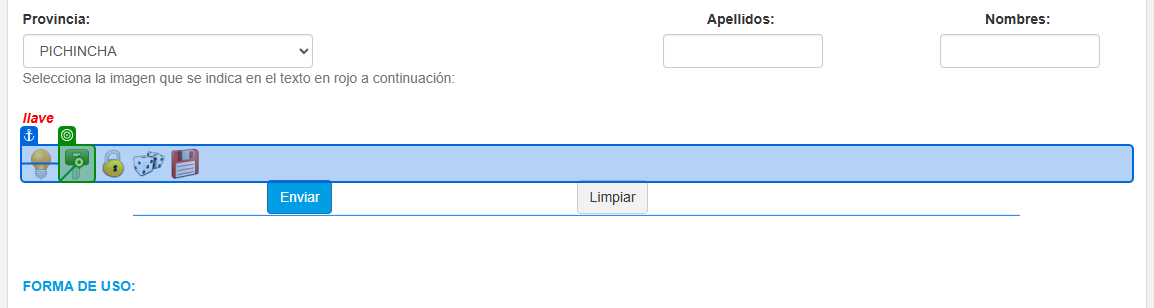 Provincia:
Apellidos:
Nombres:
PICHINCHA
Selecciona la imagen que se indica en el texto en rojo a continuación:
llave
Enviar
Limpiar
FORMA DE USO: